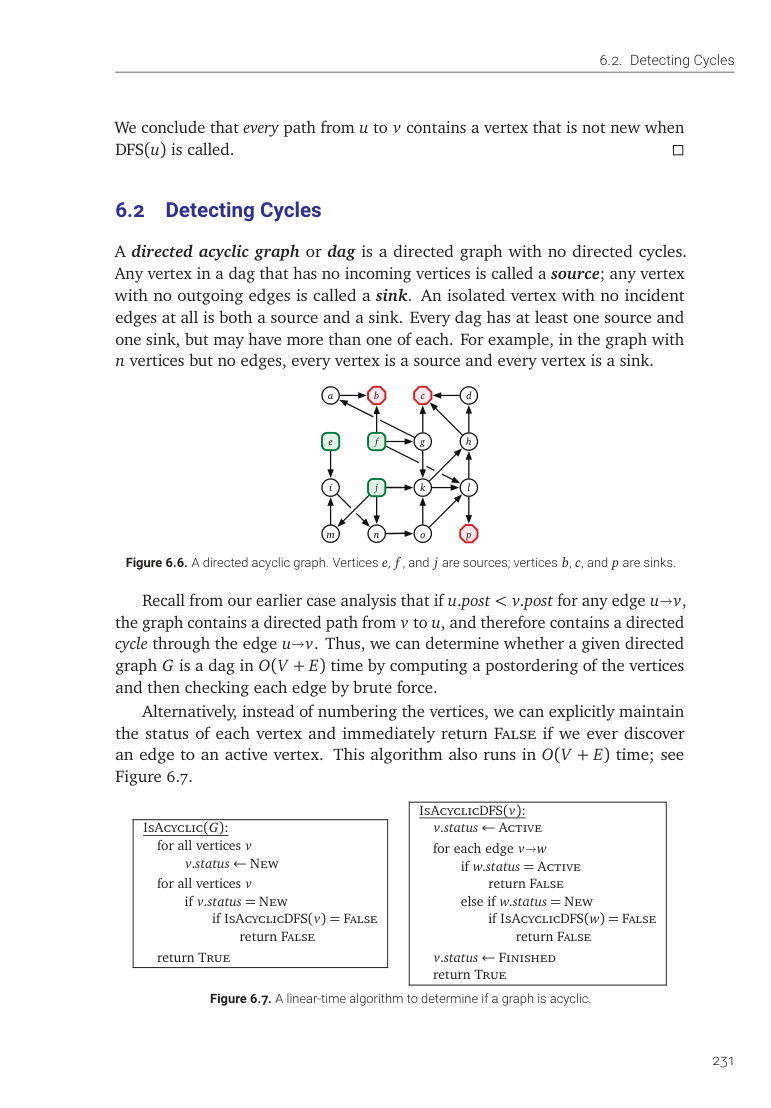 6.2. Detecting Cycles
We conclude that every path from u to v contains a vertex that is not new when
DFS(u) is called. □
6.2 Detecting Cycles
A directed acyclic graph or dag is a directed graph with no directed cycles.
Any vertex in a dag that has no incoming vertices is called a source; any vertex
with no outgoing edges is called a sink. An isolated vertex with no incident
edges at all is both a source and a sink. Every dag has at least one source and
one sink, but may have more than one of each. For example, in the graph with
n vertices but no edges, every vertex is a source and every vertex is a sink.
a b c d
e f g h
i j k l
m n o p
Figure 6.6. A directed acyclic graph. Vertices e, f, and j are sources; vertices b, c, and p are sinks.
Recall from our earlier case analysis that if u.post < v.post for any edge u→v,
the graph contains a directed path from v to u, and therefore contains a directed
cycle through the edge u→v. Thus, we can determine whether a given directed
graph G is a dag in O(V + E) time by computing a postordering of the vertices
and then checking each edge by brute force.
Alternatively, instead of numbering the vertices, we can explicitly maintain
the status of each vertex and immediately return False if we ever discover
an edge to an active vertex. This algorithm also runs in O(V + E) time; see
Figure 6.7.
IsAcyclic(G):
for all vertices v
v.status ← New
for all vertices v
if v.status = New
if IsAcyclicDFS(v) = False
return False
return True
IsAcyclicDFS(v):
v.status ← Active
for each edge v→w
if w.status = Active
return False
else if w.status = New
if IsAcyclicDFS(w) = False
return False
v.status ← Finished
return True
Figure 6.7. A linear-time algorithm to determine if a graph is acyclic.
231